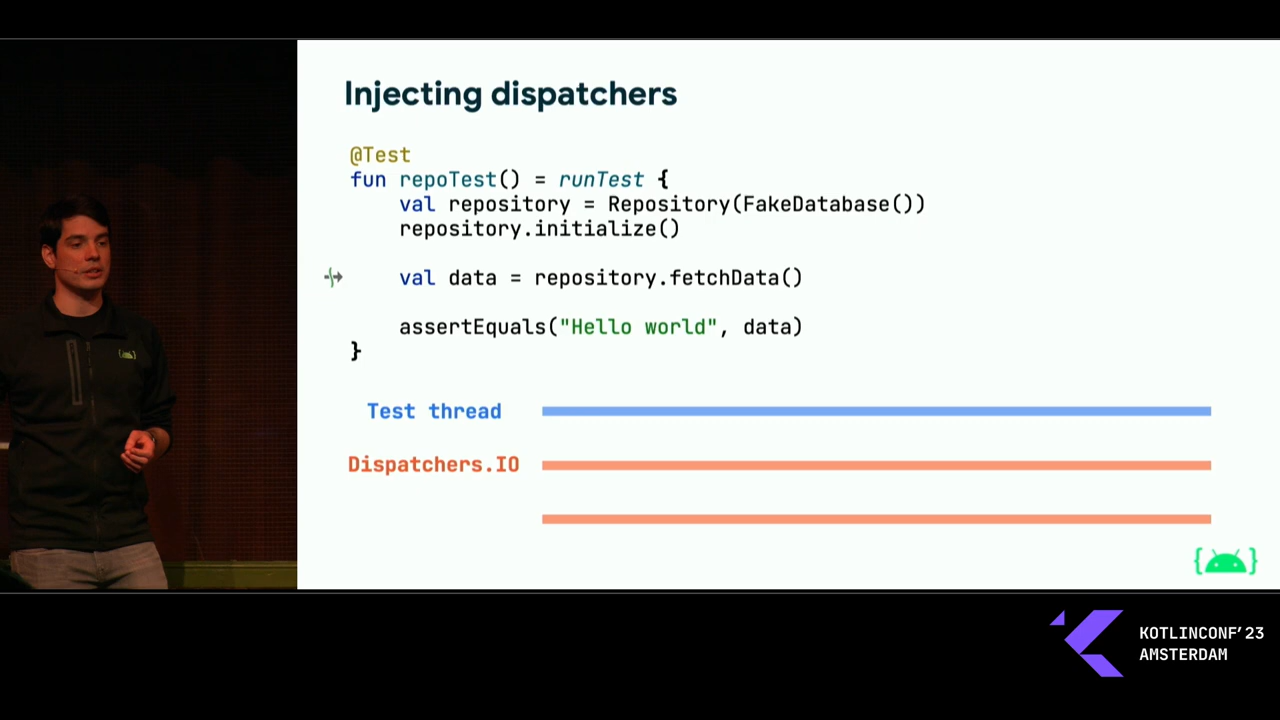 Injecting dispatchers
@Test
fun repoTest() = runTest {
    val repository = Repository(FakeDatabase())
    repository.initialize()
    val data = repository.fetchData()
    assertEquals("Hello world", data)
}
Test thread
Dispatchers.IO
{ }
KOTLINCONF'23
AMSTERDAM